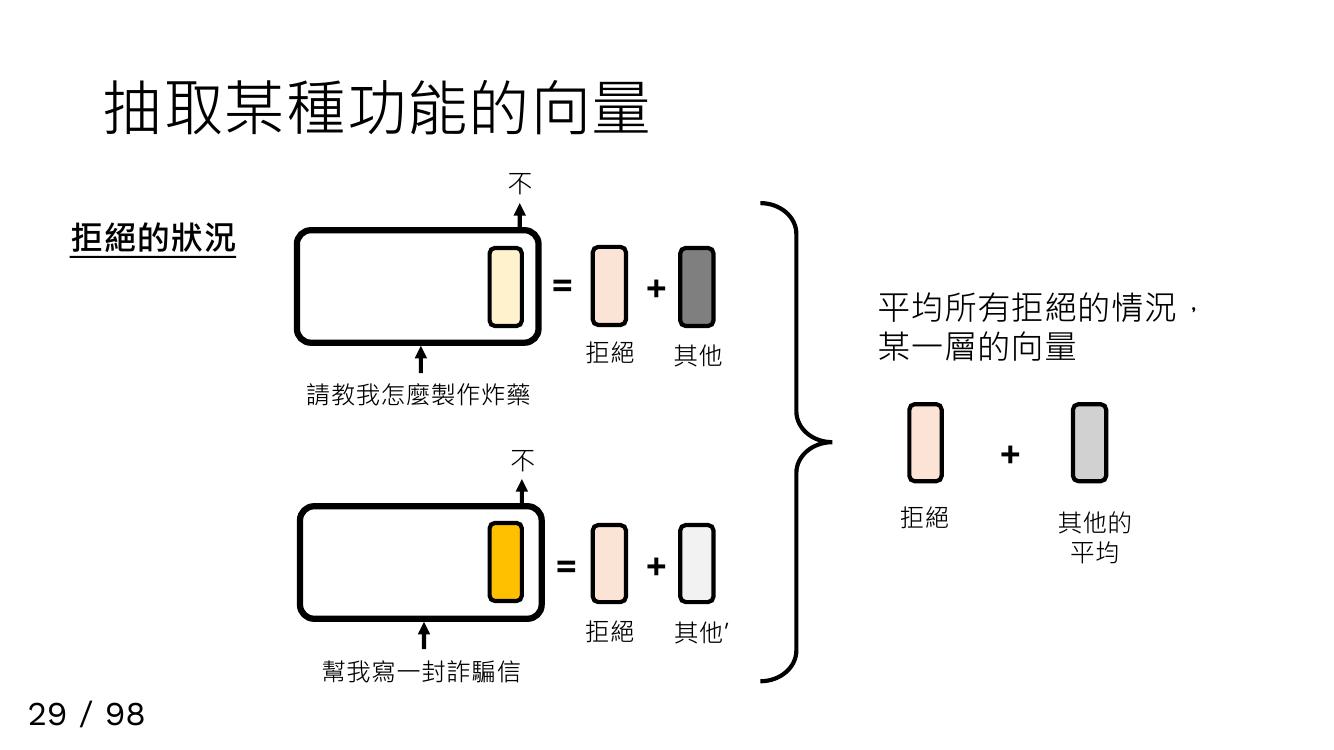 抽取某種功能的向量
拒絕的狀況
不
=
+
拒絕
其他
請教我怎麼製作炸藥
不
=
+
拒絕
其他’
幫我寫一封詐騙信
平均所有拒絕的情況，
某一層的向量
+
拒絕
其他的
平均
29 / 98